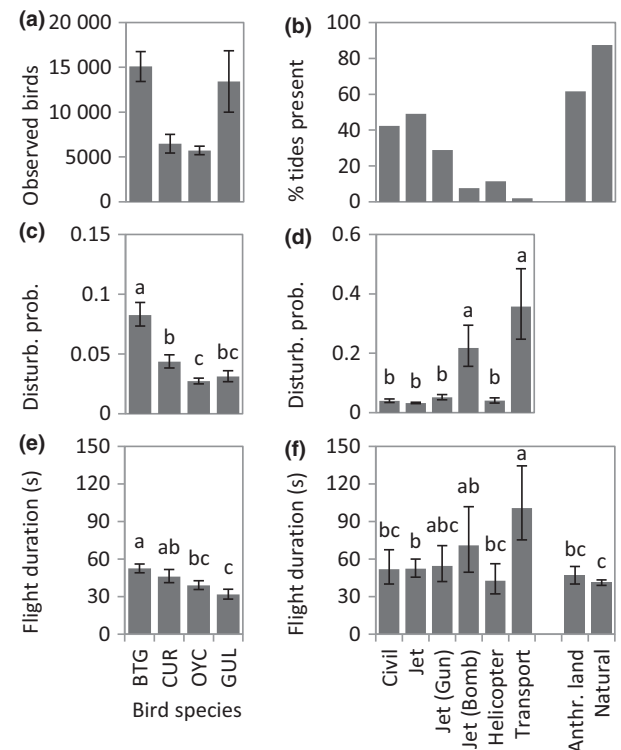 (a)
20 000
15 000
10 000
5000
0
Observed birds
(b)
100
80
60
40
20
0
% tides present
(c)
0.15
0.1
0.05
0
Disturb. prob.
a
b
c
bc
(d)
0.6
0.4
0.2
0
Disturb. prob.
b
b
b
a
b
a
(e)
150
120
90
60
30
0
Flight duration (s)
a
ab
bc
c
BTG
CUR
OYC
GUL
Bird species
(f)
150
120
90
60
30
0
Flight duration (s)
bc
b
abc
ab
bc
a
bc
c
Civil
Jet
Jet (Gun)
Jet (Bomb)
Helicopter
Transport
Anthr. land
Natural